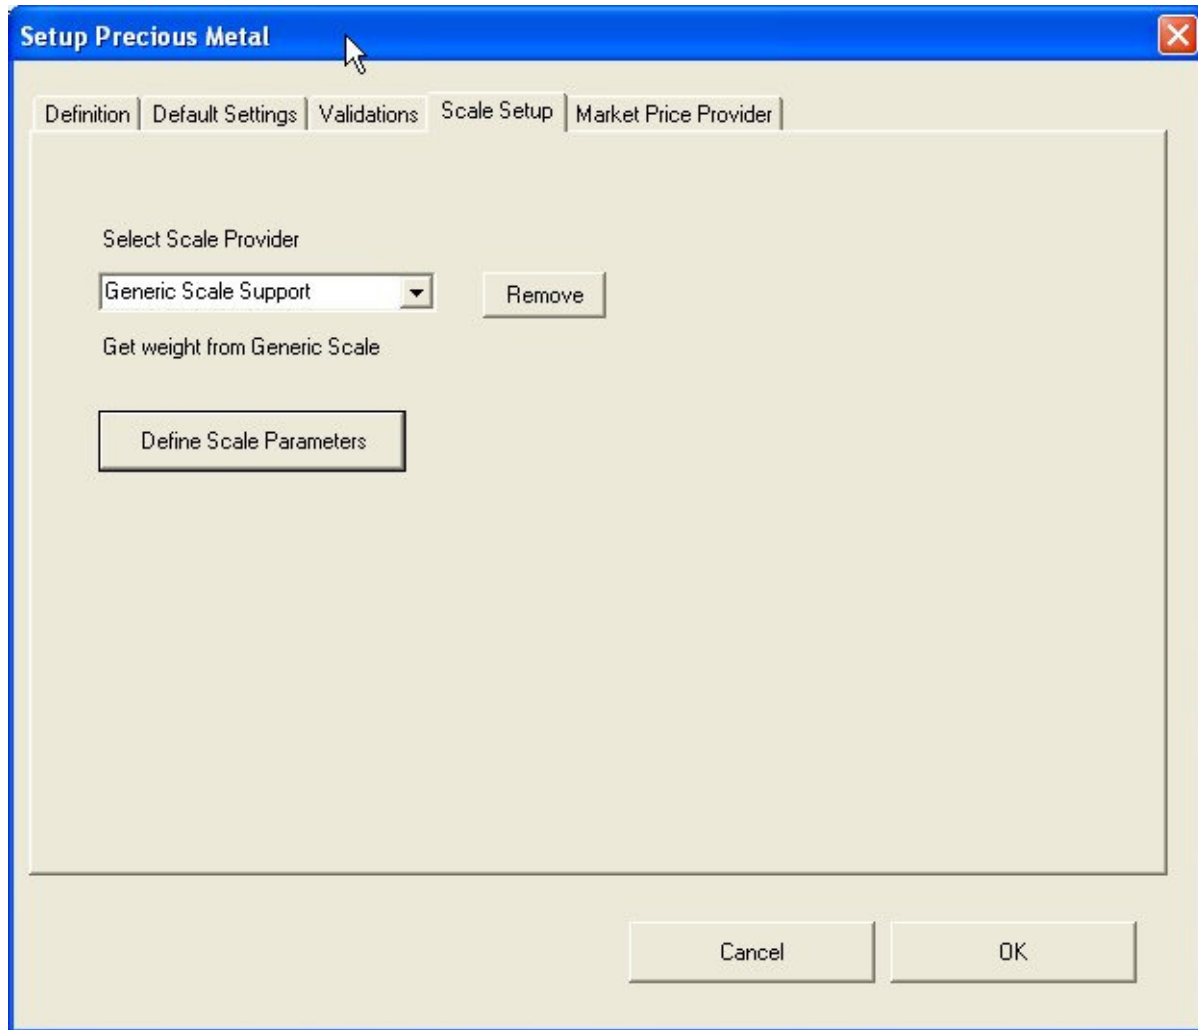 Setup Precious Metal
Definition Default Settings Validations Scale Setup Market Price Provider
Select Scale Provider
Generic Scale Support Remove
Get weight from Generic Scale
Define Scale Parameters
Cancel OK